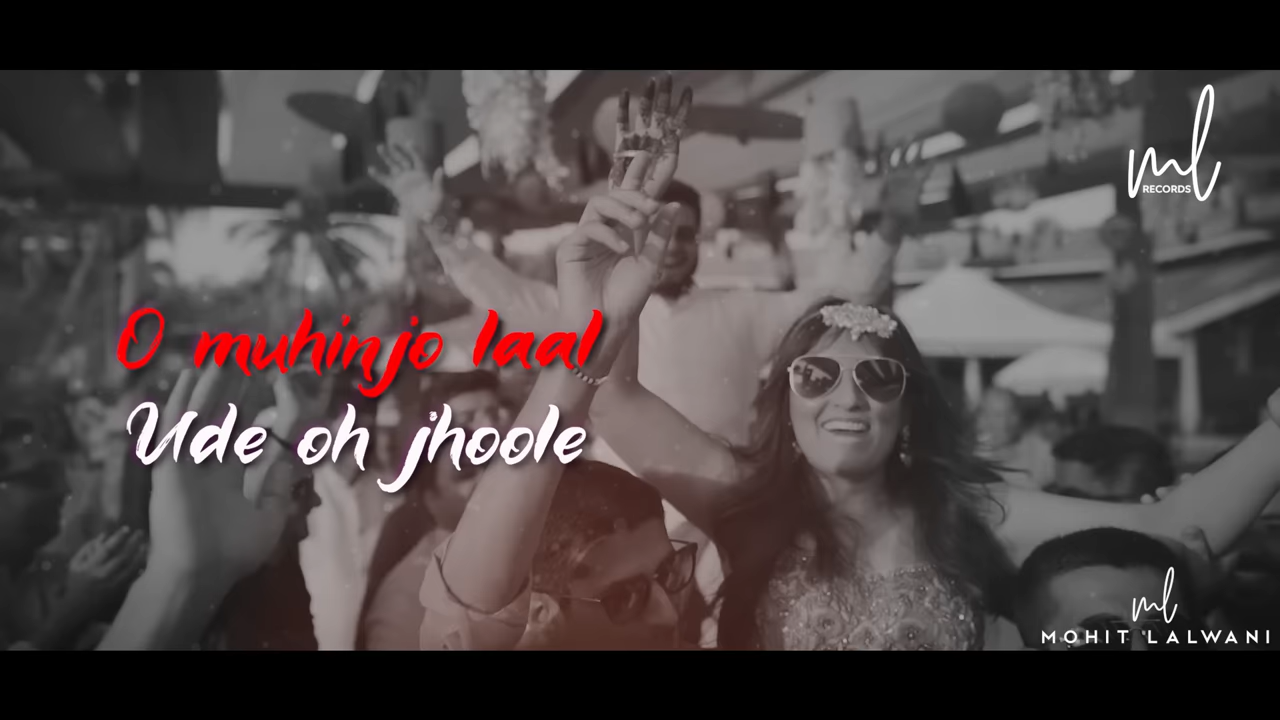 ml
RECORDS
O muhinjo laal
Ude oh jhoole
ml
MOHIT LALWANI